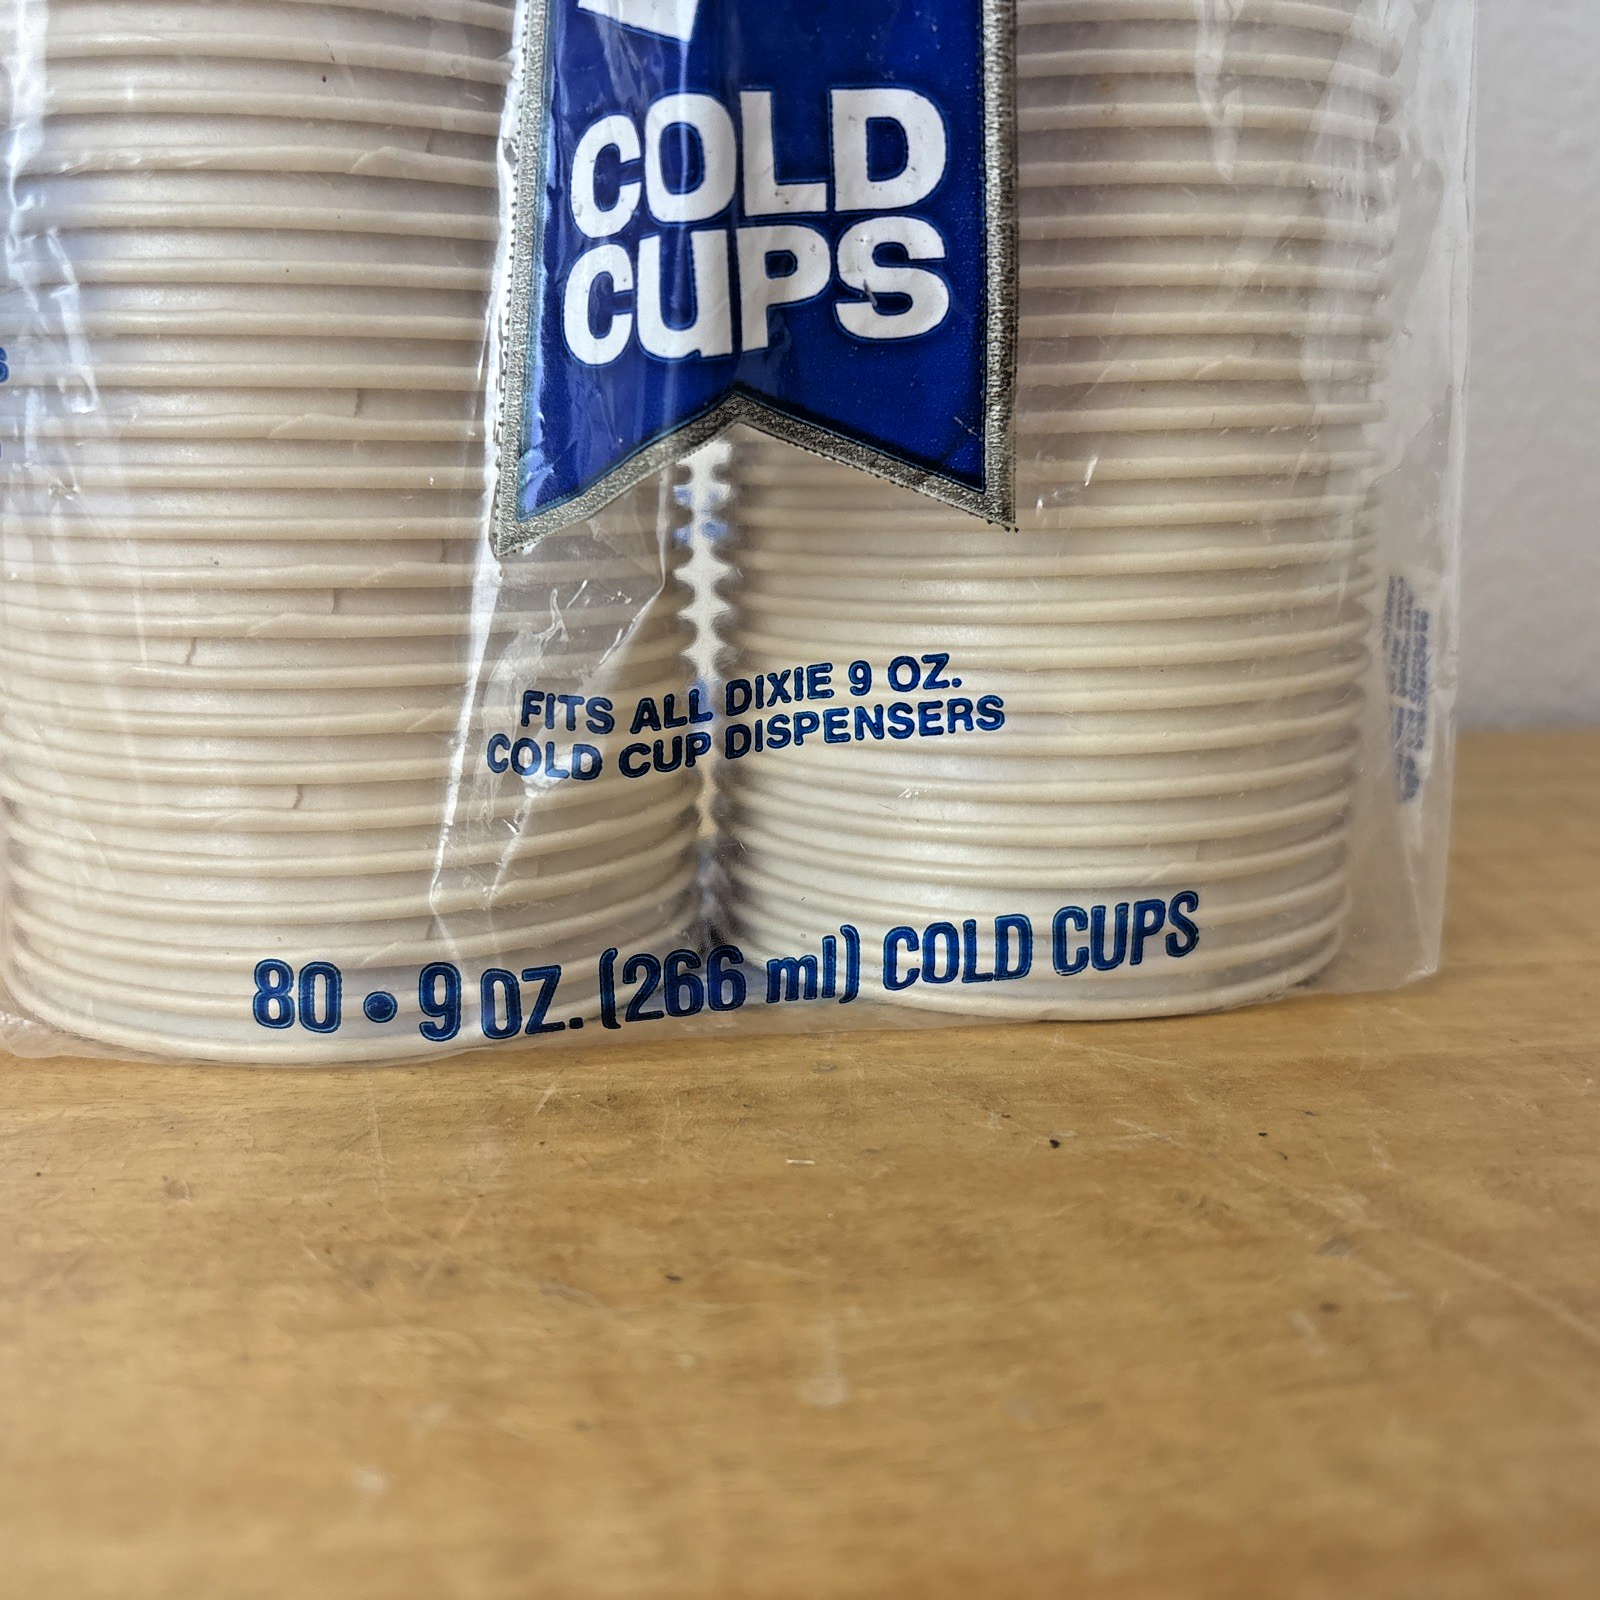 COLD
CUPS
FITS ALL DIXIE 9 OZ.
COLD CUP DISPENSERS
80 • 9 OZ. (266 ml) COLD CUPS